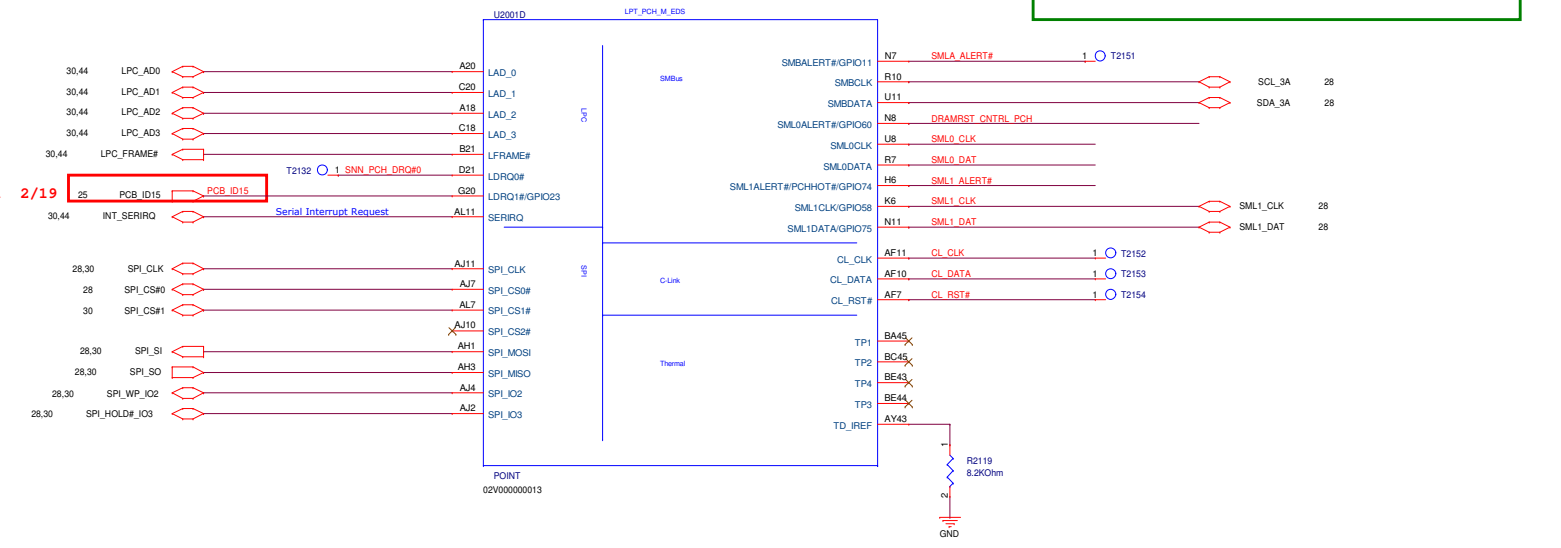 U2001D LPT_PCH_M_EDS
30,44 LPC_AD0 A20 LAD_0
30,44 LPC_AD1 C20 LAD_1
30,44 LPC_AD2 A18 LAD_2
30,44 LPC_AD3 C18 LAD_3
30,44 LPC_FRAME# B21 LFRAME#
T2132 1 SNN_PCH_DRQ#0 D21 LDRQ0#
2/19 25 PCB_ID15 PCB_ID15 G20 LDRQ1#/GPIO23
30,44 INT_SERIRQ Serial Interrupt Request AL11 SERIRQ
28,30 SPI_CLK AJ11 SPI_CLK
28 SPI_CS#0 AJ7 SPI_CS0#
30 SPI_CS#1 AL7 SPI_CS1#
AJ10 SPI_CS2#
28,30 SPI_SI AH1 SPI_MOSI
28,30 SPI_SO AH3 SPI_MISO
28,30 SPI_WP_IO2 AJ4 SPI_IO2
28,30 SPI_HOLD#_IO3 AJ2 SPI_IO3
LPC
SPI
SMBus
C-Link
Thermal
SMBALERT#/GPIO11 N7 SMLA_ALERT# 1 T2151
SMBCLK R10 SCL_3A 28
SMBDATA U11 SDA_3A 28
SML0ALERT#/GPIO60 N8 DRAMRST_CNTRL_PCH
SML0CLK U8 SML0_CLK
SML0DATA R7 SML0_DAT
SML1ALERT#/PCHHOT#/GPIO74 H6 SML1_ALERT#
SML1CLK/GPIO58 K6 SML1_CLK SML1_CLK 28
SML1DATA/GPIO75 N11 SML1_DAT SML1_DAT 28
CL_CLK AF11 CL_CLK 1 T2152
CL_DATA AF10 CL_DATA 1 T2153
CL_RST# AF7 CL_RST# 1 T2154
TP1 BA45
TP2 BC45
TP4 BE43
TP3 BE44
TD_IREF AY43
1
R2119
8.2KOhm
2
GND
POINT
02V000000013